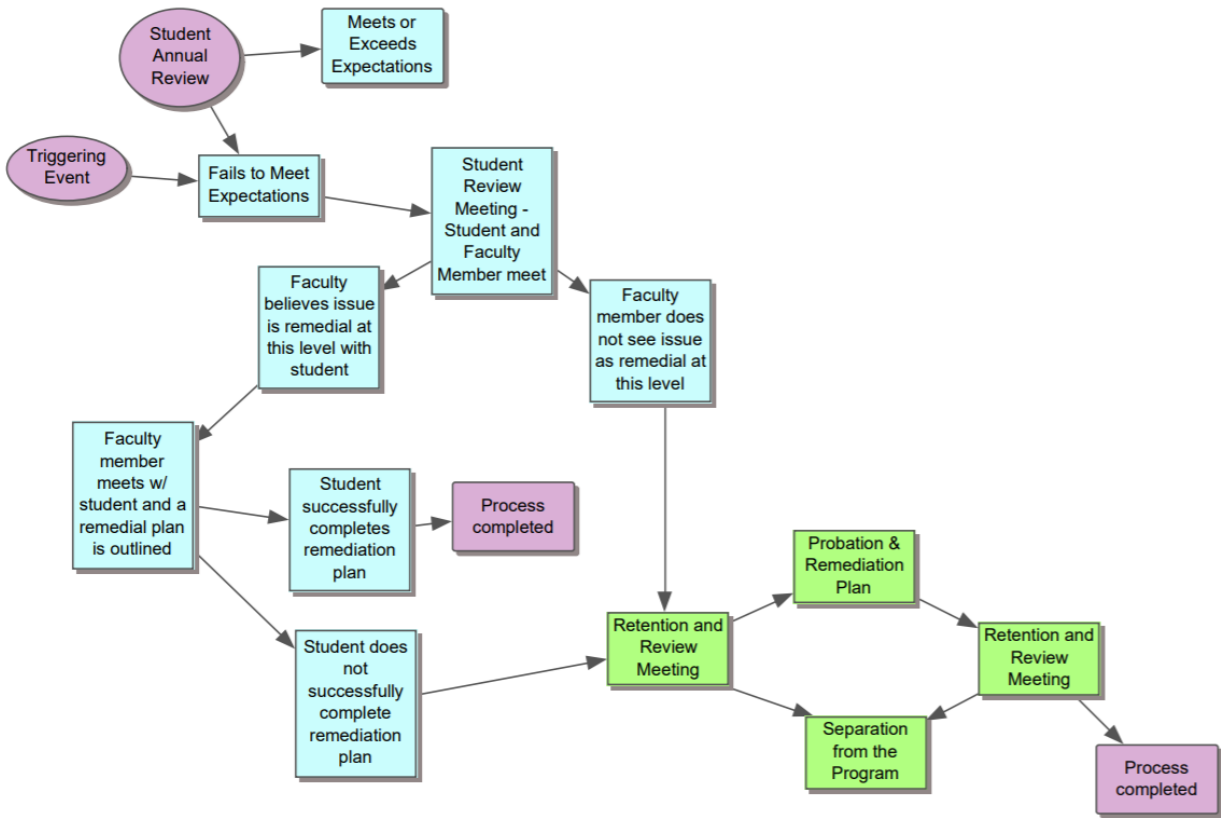 Student
Annual
Review
Meets or
Exceeds
Expectations
Triggering
Event
Fails to Meet
Expectations
Student
Review
Meeting -
Student and
Faculty
Member meet
Faculty
believes issue
is remedial at
this level with
student
Faculty
member does
not see issue
as remedial at
this level
Faculty
member
meets w/
student and a
remedial plan
is outlined
Student
successfully
completes
remediation
plan
Process
completed
Student does
not
successfully
complete
remediation
plan
Retention and
Review
Meeting
Probation &
Remediation
Plan
Retention and
Review
Meeting
Separation
from the
Program
Process
completed